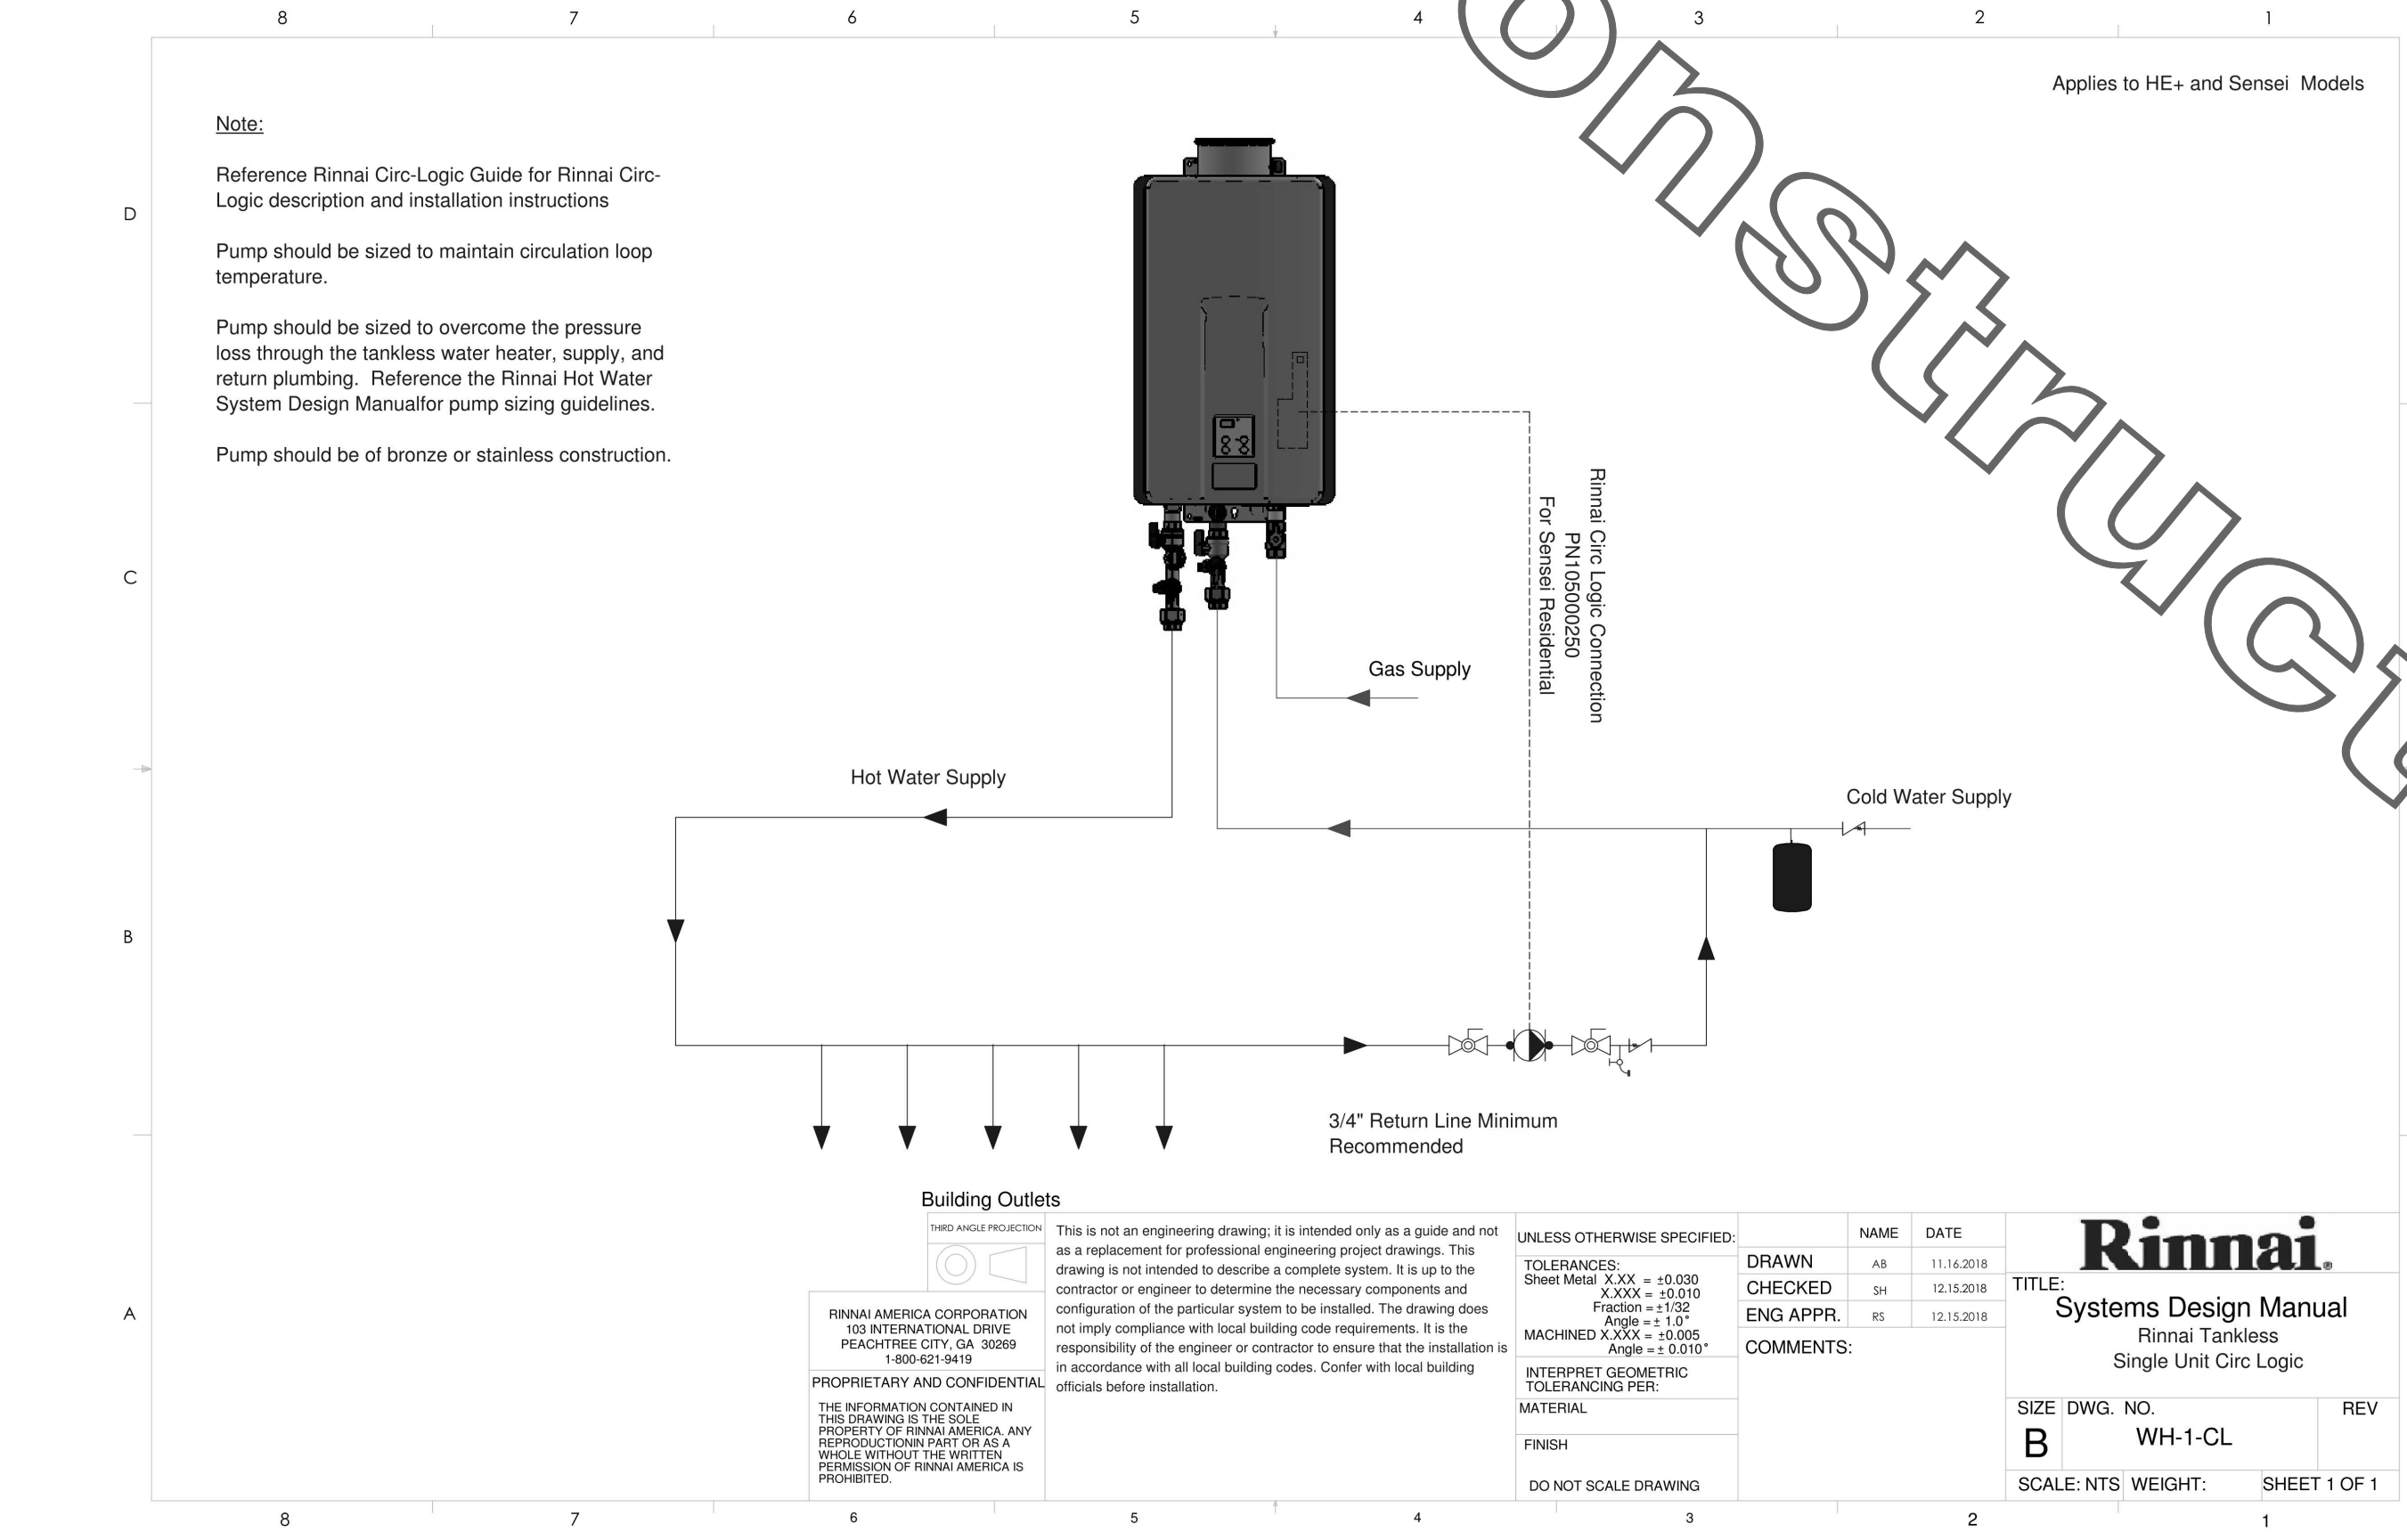 8 7 6 5 4 3 2 1
Applies to HE+ and Sensei  Models
Note:
Reference Rinnai Circ-Logic Guide for Rinnai Circ-
Logic description and installation instructions
Pump should be sized to maintain circulation loop
temperature.
Pump should be sized to overcome the pressure
loss through the tankless water heater, supply, and
return plumbing.  Reference the Rinnai Hot Water
System Design Manualfor pump sizing guidelines.
Pump should be of bronze or stainless construction.
D
C
B
A
onstruct
Rinnai Circ Logic Connection
PN105000250
For Sensei Residential
Gas Supply
Hot Water Supply
Cold Water Supply
3/4" Return Line Minimum
Recommended
Building Outlets
THIRD ANGLE PROJECTION
RINNAI AMERICA CORPORATION
103 INTERNATIONAL DRIVE
PEACHTREE CITY, GA  30269
1-800-621-9419
PROPRIETARY AND CONFIDENTIAL
THE INFORMATION CONTAINED IN
THIS DRAWING IS THE SOLE
PROPERTY OF RINNAI AMERICA. ANY
REPRODUCTIONIN PART OR AS A
WHOLE WITHOUT THE WRITTEN
PERMISSION OF RINNAI AMERICA IS
PROHIBITED.
This is not an engineering drawing; it is intended only as a guide and not
as a replacement for professional engineering project drawings. This
drawing is not intended to describe a complete system. It is up to the
contractor or engineer to determine the necessary components and
configuration of the particular system to be installed. The drawing does
not imply compliance with local building code requirements. It is the
responsibility of the engineer or contractor to ensure that the installation is
in accordance with all local building codes. Confer with local building
officials before installation.
UNLESS OTHERWISE SPECIFIED:
TOLERANCES:
Sheet Metal  X.XX  =  ±0.030
X.XXX =  ±0.010
Fraction = ±1/32
Angle = ± 1.0°
MACHINED X.XXX =  ±0.005
Angle = ± 0.010°
INTERPRET GEOMETRIC
TOLERANCING PER:
MATERIAL
FINISH
DO NOT SCALE DRAWING
NAME DATE
DRAWN AB 11.16.2018
CHECKED SH 12.15.2018
ENG APPR. RS 12.15.2018
COMMENTS:
Rinnai®
TITLE:
Systems Design Manual
Rinnai Tankless
Single Unit Circ Logic
SIZE DWG.  NO. REV
B WH-1-CL
SCALE: NTS WEIGHT: SHEET 1 OF 1
8 7 6 5 4 3 2 1